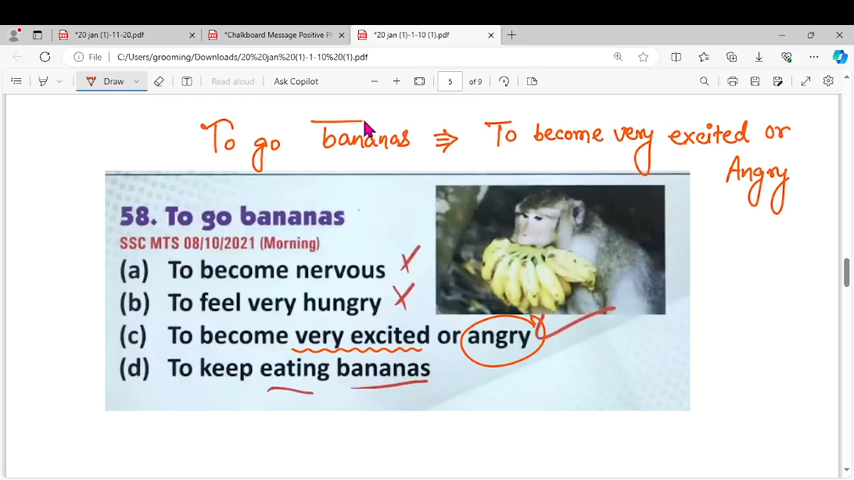 *20 jan (1)-11-20.pdf
*Chalkboard Message Positive P
*20 jan (1)-1-10 (1).pdf
File C:/Users/grooming/Downloads/20%20jan%20(1)-1-10%20(1).pdf
Draw
Read aloud
Ask Copilot
5 of 9
To go bananas ⇒ To become very excited or
Angry
58. To go bananas
SSC MTS 08/10/2021 (Morning)
(a) To become nervous
(b) To feel very hungry
(c) To become very excited or angry
(d) To keep eating bananas